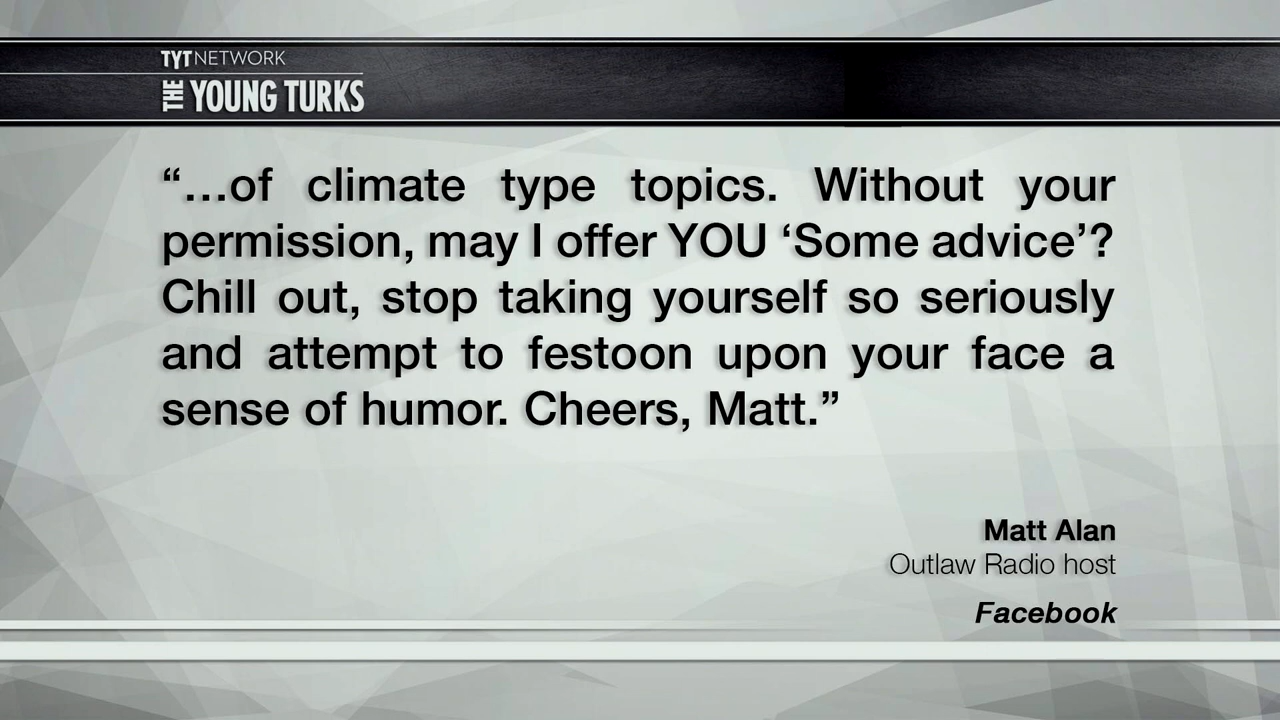 TYT NETWORK
THE YOUNG TURKS
“…of climate type topics. Without your
permission, may I offer YOU ‘Some advice’?
Chill out, stop taking yourself so seriously
and attempt to festoon upon your face a
sense of humor. Cheers, Matt.”
Matt Alan
Outlaw Radio host
Facebook